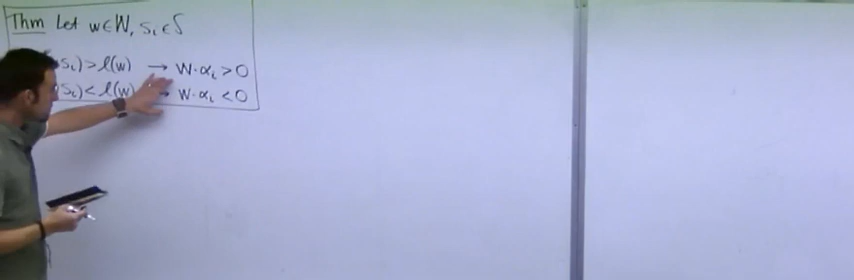 Thm Let w∈W, sᵢ∈S
sᵢ) > ℓ(w) → w·αᵢ > 0
sᵢ) < ℓ(w) → w·αᵢ < 0